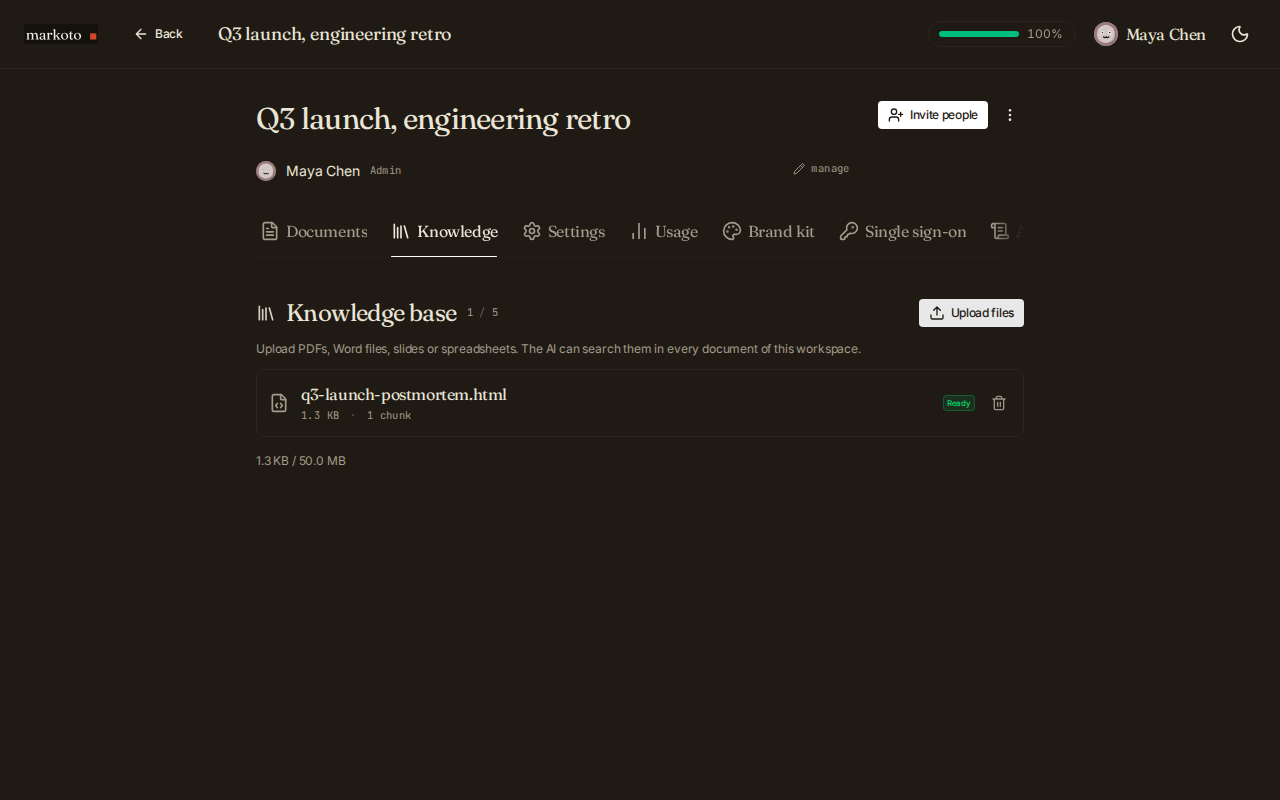 markoto
Back
Q3 launch, engineering retro
100%
Maya Chen
Q3 launch, engineering retro
Invite people
Maya Chen Admin
manage
Documents Knowledge Settings Usage Brand kit Single sign-on
Knowledge base 1 / 5
Upload files
Upload PDFs, Word files, slides or spreadsheets. The AI can search them in every document of this workspace.
q3-launch-postmortem.html
1.3 KB · 1 chunk
Ready
1.3 KB / 50.0 MB